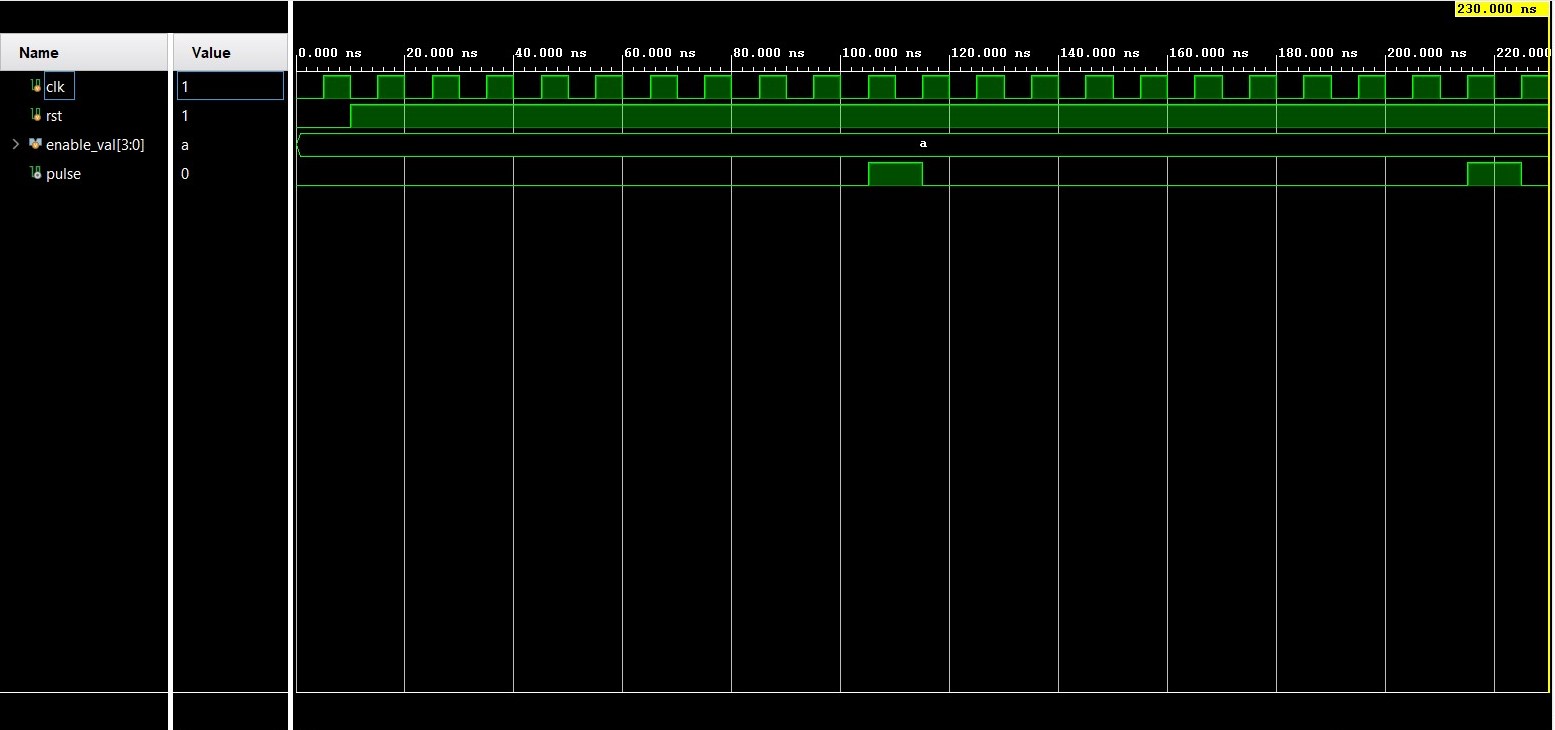 230.000 ns
Name Value 0.000 ns 20.000 ns 40.000 ns 60.000 ns 80.000 ns 100.000 ns 120.000 ns 140.000 ns 160.000 ns 180.000 ns 200.000 ns 220.000
clk 1
rst 1
enable_val[3:0] a a
pulse 0